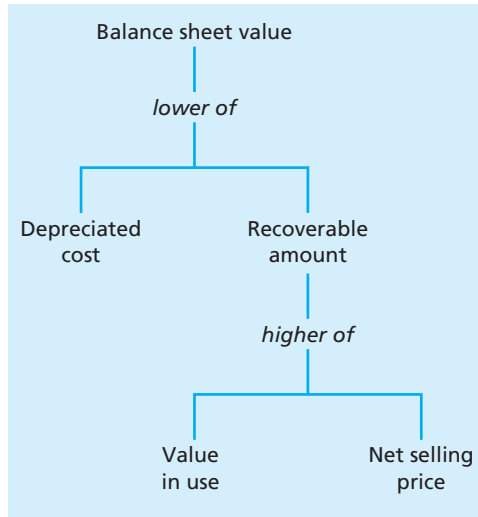 Balance sheet value
lower of
Depreciated
cost
Recoverable
amount
higher of
Value
in use
Net selling
price